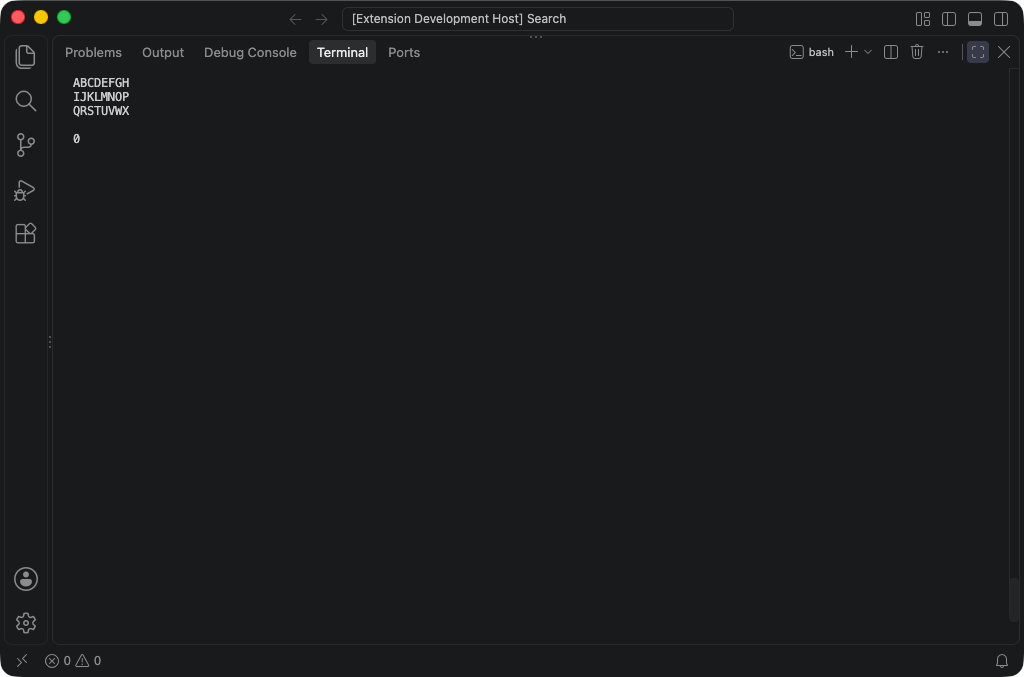 [Extension Development Host] Search
Problems Output Debug Console Terminal Ports bash
ABCDEFGH
IJKLMNOP
QRSTUVWX
0
0 0